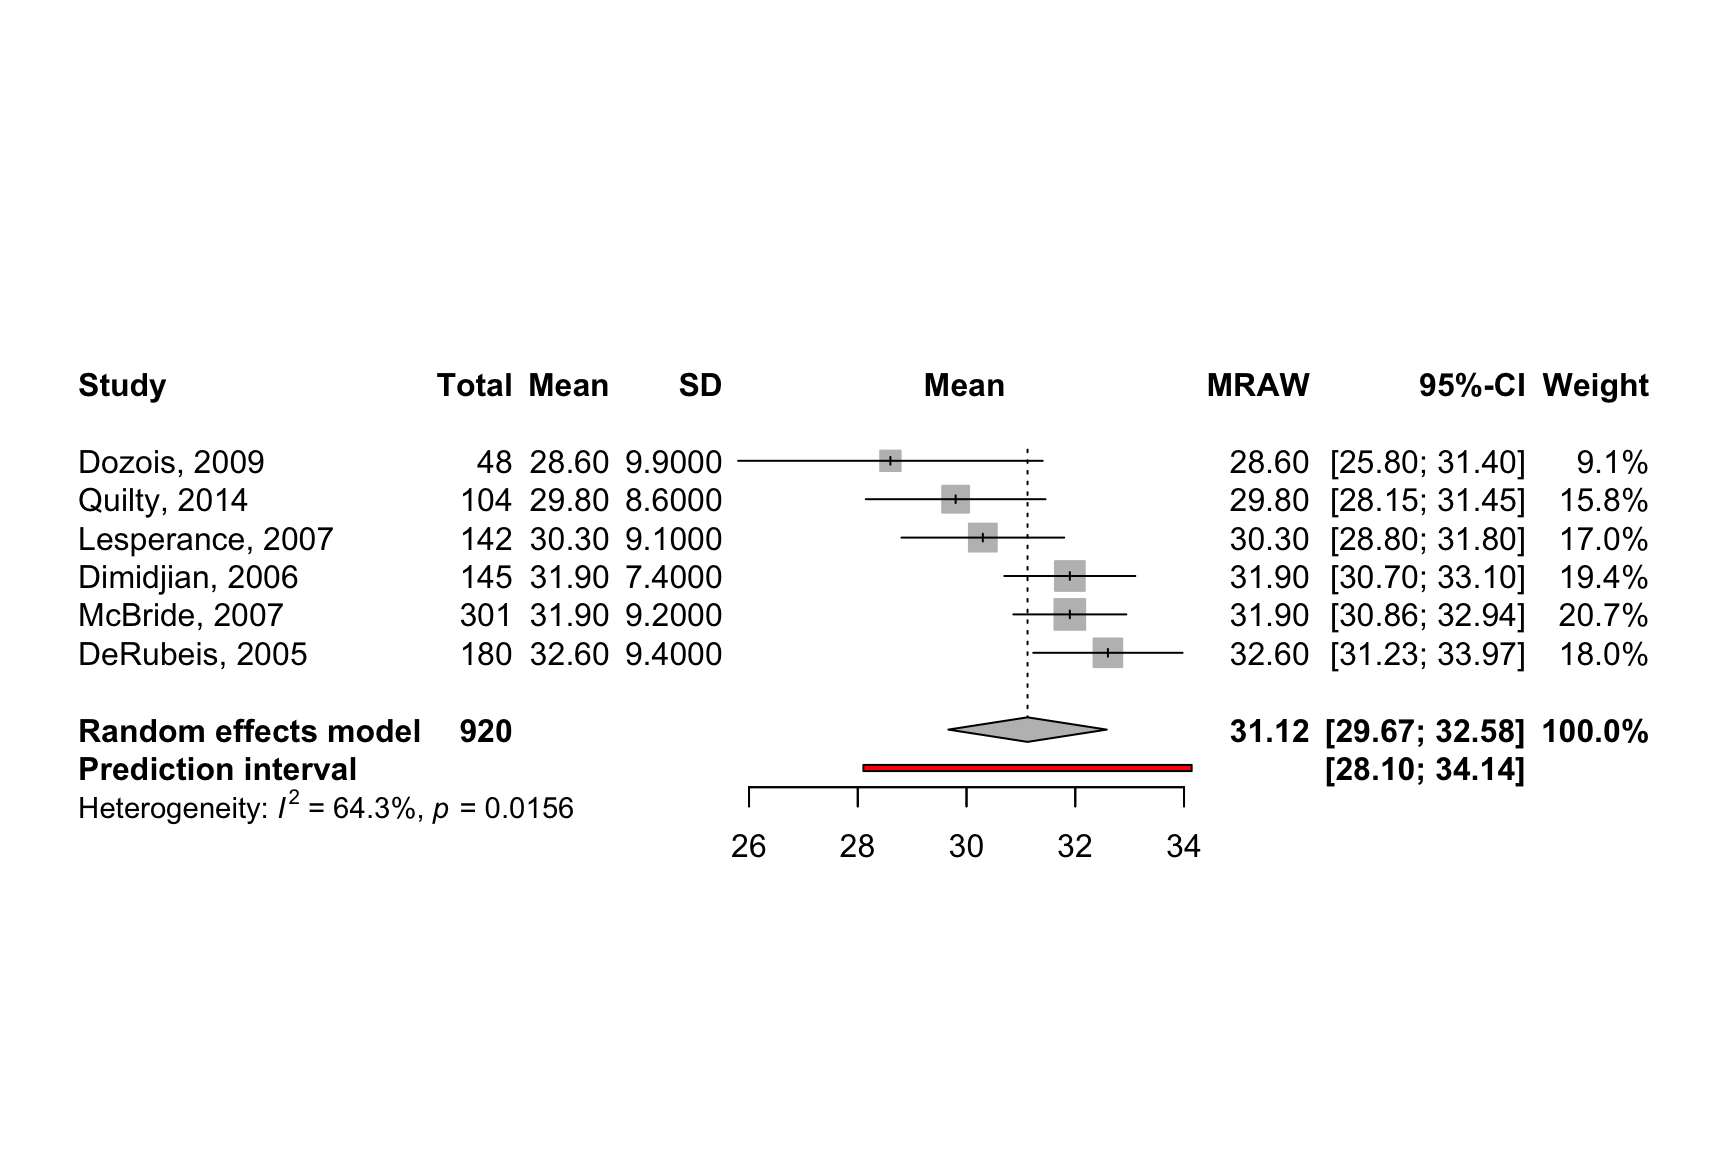 Study Total Mean SD Mean MRAW 95%-CI Weight
Dozois, 2009 48 28.60 9.9000 28.60 [25.80; 31.40] 9.1%
Quilty, 2014 104 29.80 8.6000 29.80 [28.15; 31.45] 15.8%
Lesperance, 2007 142 30.30 9.1000 30.30 [28.80; 31.80] 17.0%
Dimidjian, 2006 145 31.90 7.4000 31.90 [30.70; 33.10] 19.4%
McBride, 2007 301 31.90 9.2000 31.90 [30.86; 32.94] 20.7%
DeRubeis, 2005 180 32.60 9.4000 32.60 [31.23; 33.97] 18.0%
Random effects model 920 31.12 [29.67; 32.58] 100.0%
Prediction interval [28.10; 34.14]
Heterogeneity: I² = 64.3%, p = 0.0156
26 28 30 32 34